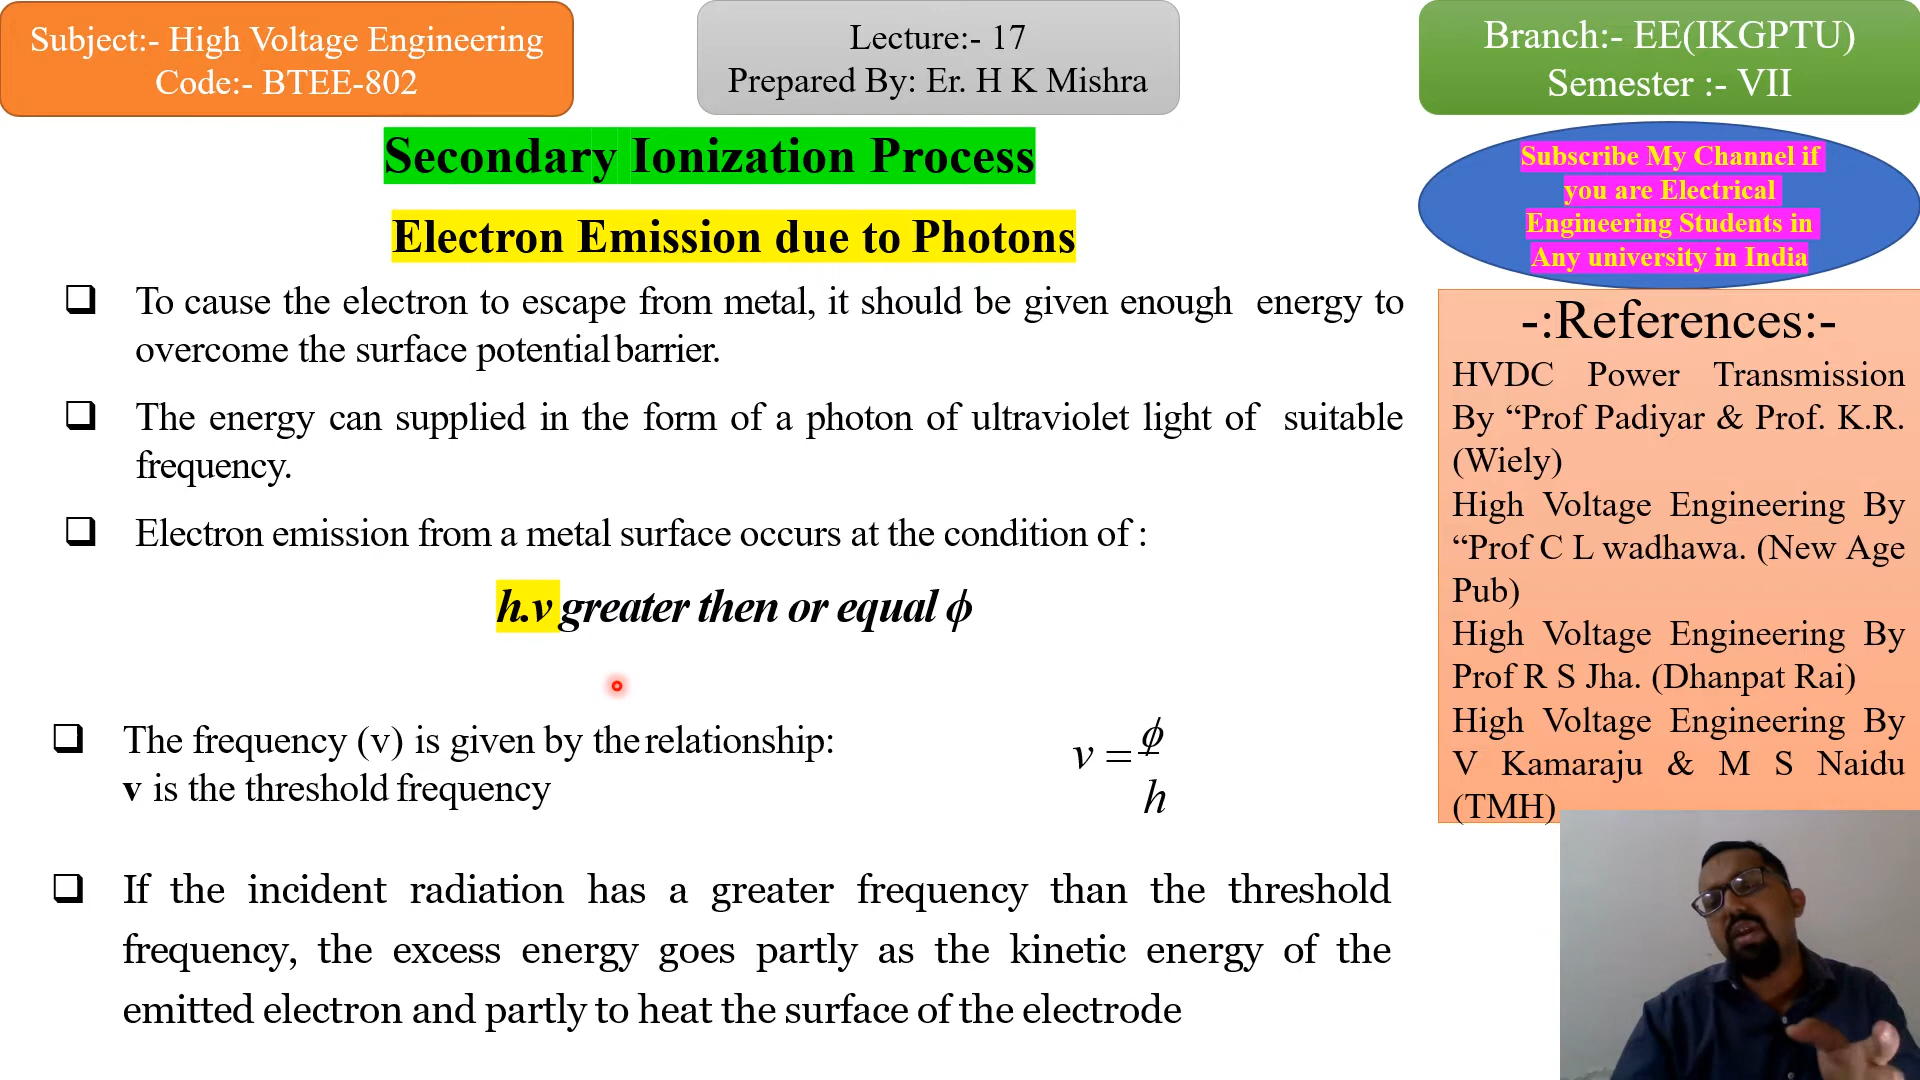 Subject:- High Voltage Engineering
Code:- BTEE-802
Lecture:- 17
Prepared By: Er. H K Mishra
Branch:- EE(IKGPTU)
Semester :- VII
Secondary Ionization Process
Electron Emission due to Photons
To cause the electron to escape from metal, it should be given enough energy to
overcome the surface potential barrier.
The energy can supplied in the form of a photon of ultraviolet light of suitable
frequency.
Electron emission from a metal surface occurs at the condition of :
h.v greater then or equal ϕ
The frequency (v) is given by the relationship:
v is the threshold frequency
v = ϕ
h
If the incident radiation has a greater frequency than the threshold
frequency, the excess energy goes partly as the kinetic energy of the
emitted electron and partly to heat the surface of the electrode
Subscribe My Channel if
you are Electrical
Engineering Students in
Any university in India
-:References:-
HVDC Power Transmission
By “Prof Padiyar & Prof. K.R.
(Wiely)
High Voltage Engineering By
“Prof C L wadhawa. (New Age
Pub)
High Voltage Engineering By
Prof R S Jha. (Dhanpat Rai)
High Voltage Engineering By
V Kamaraju & M S Naidu
(TMH)